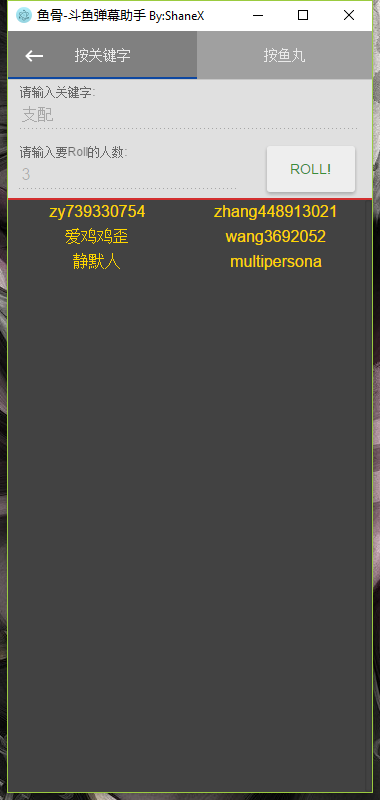 鱼骨-斗鱼弹幕助手 By:ShaneX
按关键字 按鱼丸
请输入关键字:
支配
请输入要Roll的人数:
3
ROLL!
zy739330754 zhang448913021
爱鸡鸡歪 wang3692052
静默人 multipersona